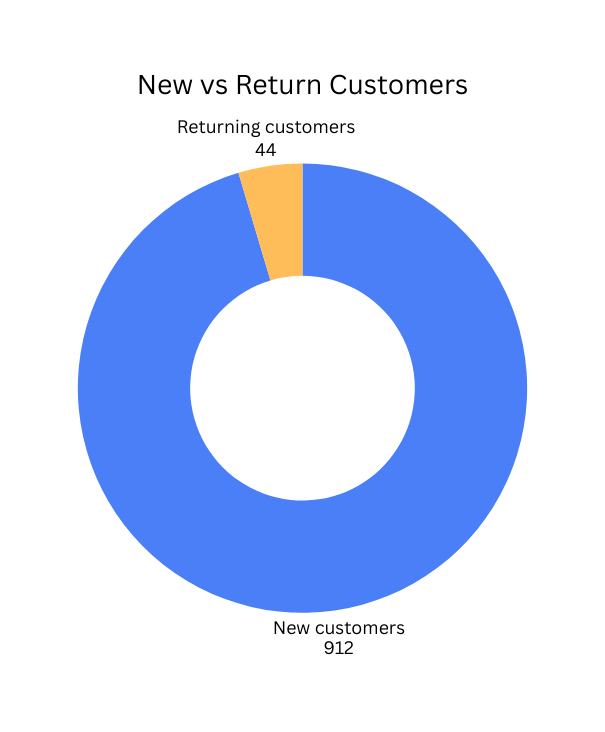 New vs Return Customers
Returning customers
44
New customers
912